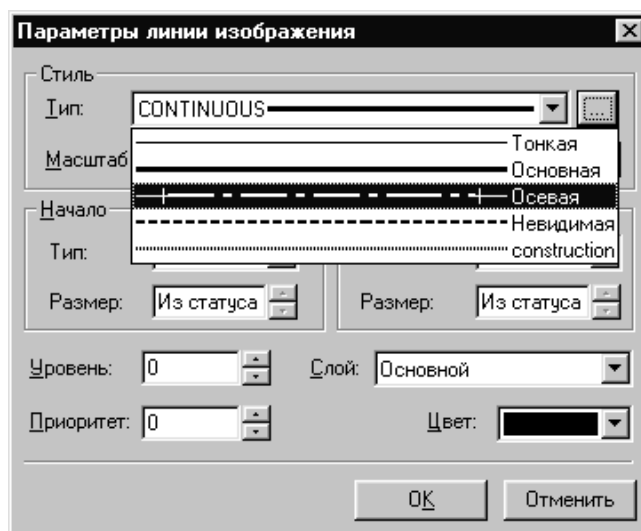 Параметры линии изображения
Стиль
Тип: CONTINUOUS ...
Тонкая
Масштаб
Основная
Осевая
Начало
Невидимая
Тип:
construction
Размер: Из статуса Размер: Из статуса
Уровень: 0 Слой: Основной
Приоритет: 0 Цвет:
OK Отменить